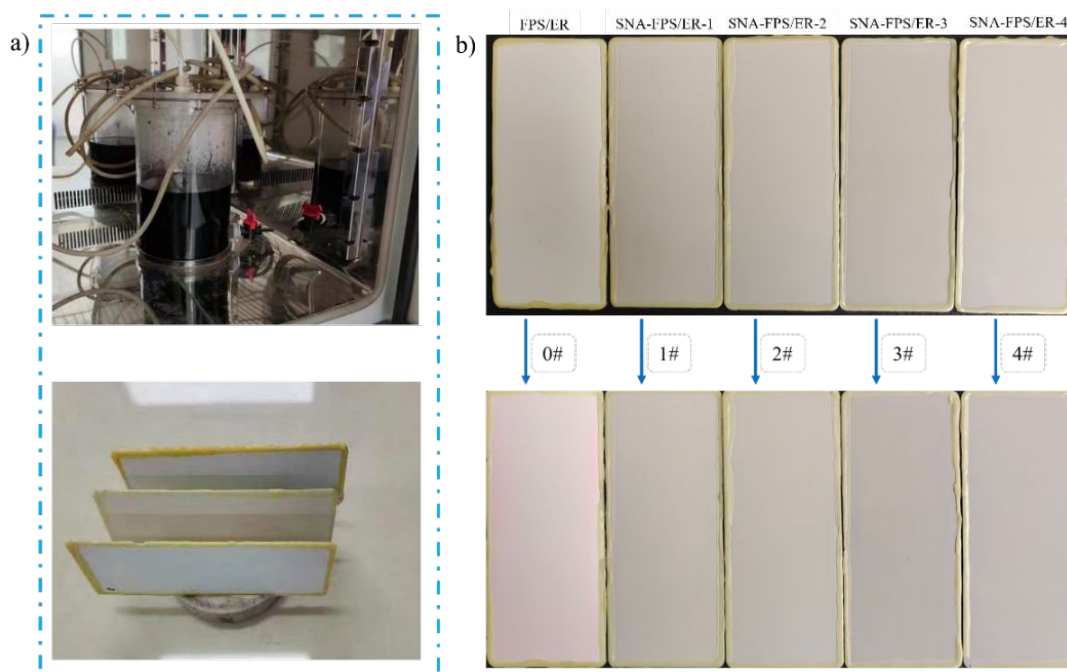 a)
b)
FPS/ER
SNA-FPS/ER-1
SNA-FPS/ER-2
SNA-FPS/ER-3
SNA-FPS/ER-4
0#
1#
2#
3#
4#